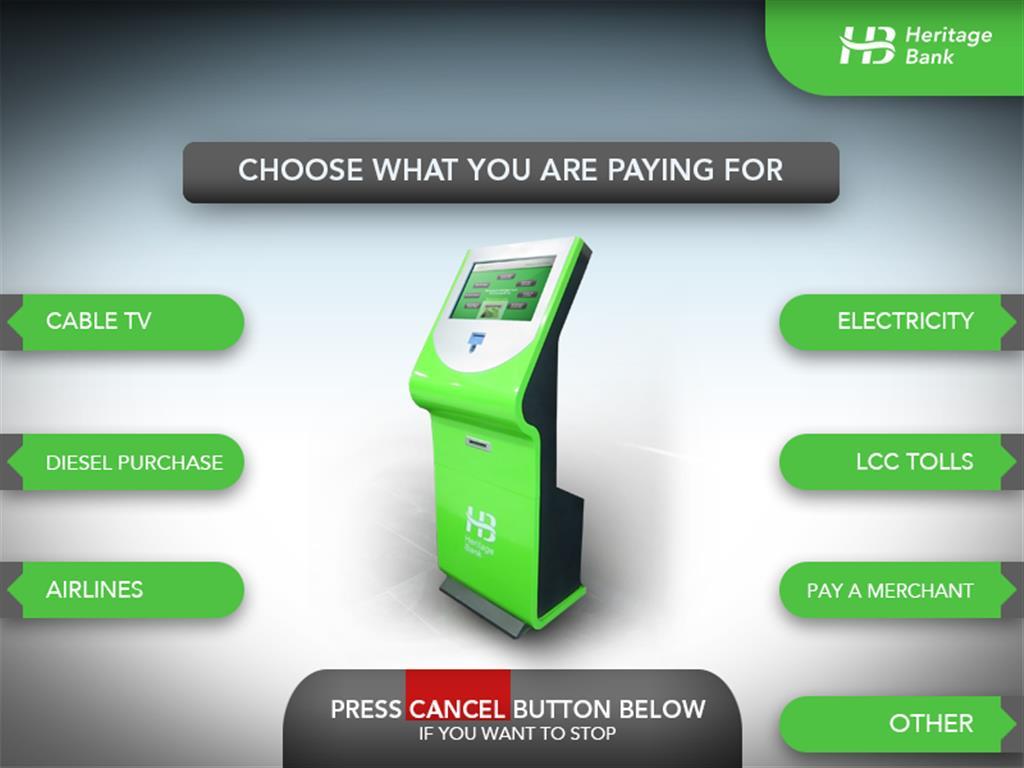 Heritage
Bank
CHOOSE WHAT YOU ARE PAYING FOR
CABLE TV
ELECTRICITY
DIESEL PURCHASE
LCC TOLLS
HB
Heritage
Bank
AIRLINES
PAY A MERCHANT
PRESS CANCEL BUTTON BELOW
IF YOU WANT TO STOP
OTHER